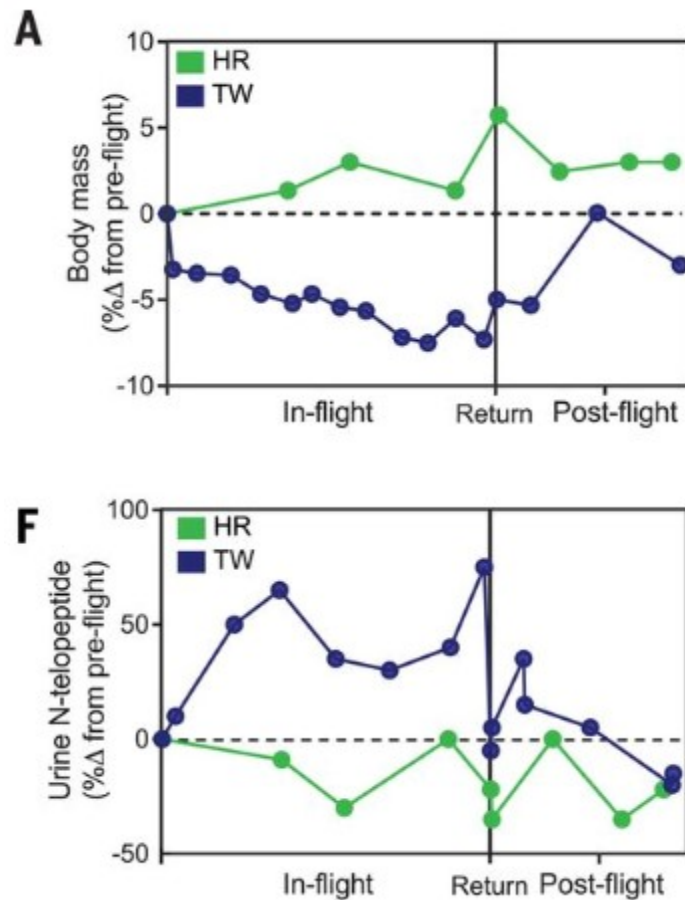 A
10
HR
TW
5
0
-5
-10
Body mass
(%Δ from pre-flight)
In-flight
Return
Post-flight
F
100
HR
TW
50
0
-50
Urine N-telopeptide
(%Δ from pre-flight)
In-flight
Return
Post-flight